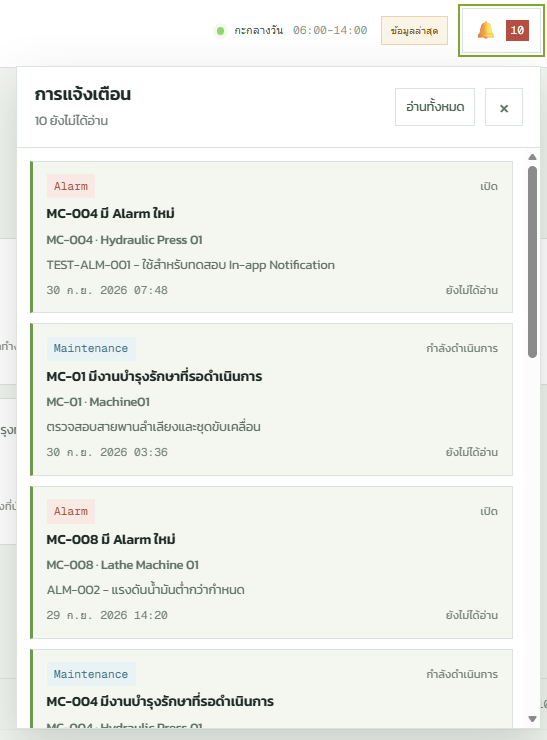 กะกลางวัน 06:00-14:00 ข้อมูลล่าสุด 10
การแจ้งเตือน
10 ยังไม่ได้อ่าน
อ่านทั้งหมด ×
Alarm เปิด
MC-004 มี Alarm ใหม่
MC-004 · Hydraulic Press 01
TEST-ALM-001 - ใช้สำหรับทดสอบ In-app Notification
30 ก.ย. 2026 07:48 ยังไม่ได้อ่าน
Maintenance กำลังดำเนินการ
MC-01 มีงานบำรุงรักษาที่รอดำเนินการ
MC-01 · Machine01
ตรวจสอบสายพานลำเลียงและชุดขับเคลื่อน
30 ก.ย. 2026 03:36 ยังไม่ได้อ่าน
Alarm เปิด
MC-008 มี Alarm ใหม่
MC-008 · Lathe Machine 01
ALM-002 - แรงดันน้ำมันต่ำกว่ากำหนด
29 ก.ย. 2026 14:20 ยังไม่ได้อ่าน
Maintenance กำลังดำเนินการ
MC-004 มีงานบำรุงรักษาที่รอดำเนินการ
MC-004 · Hydraulic Press 01